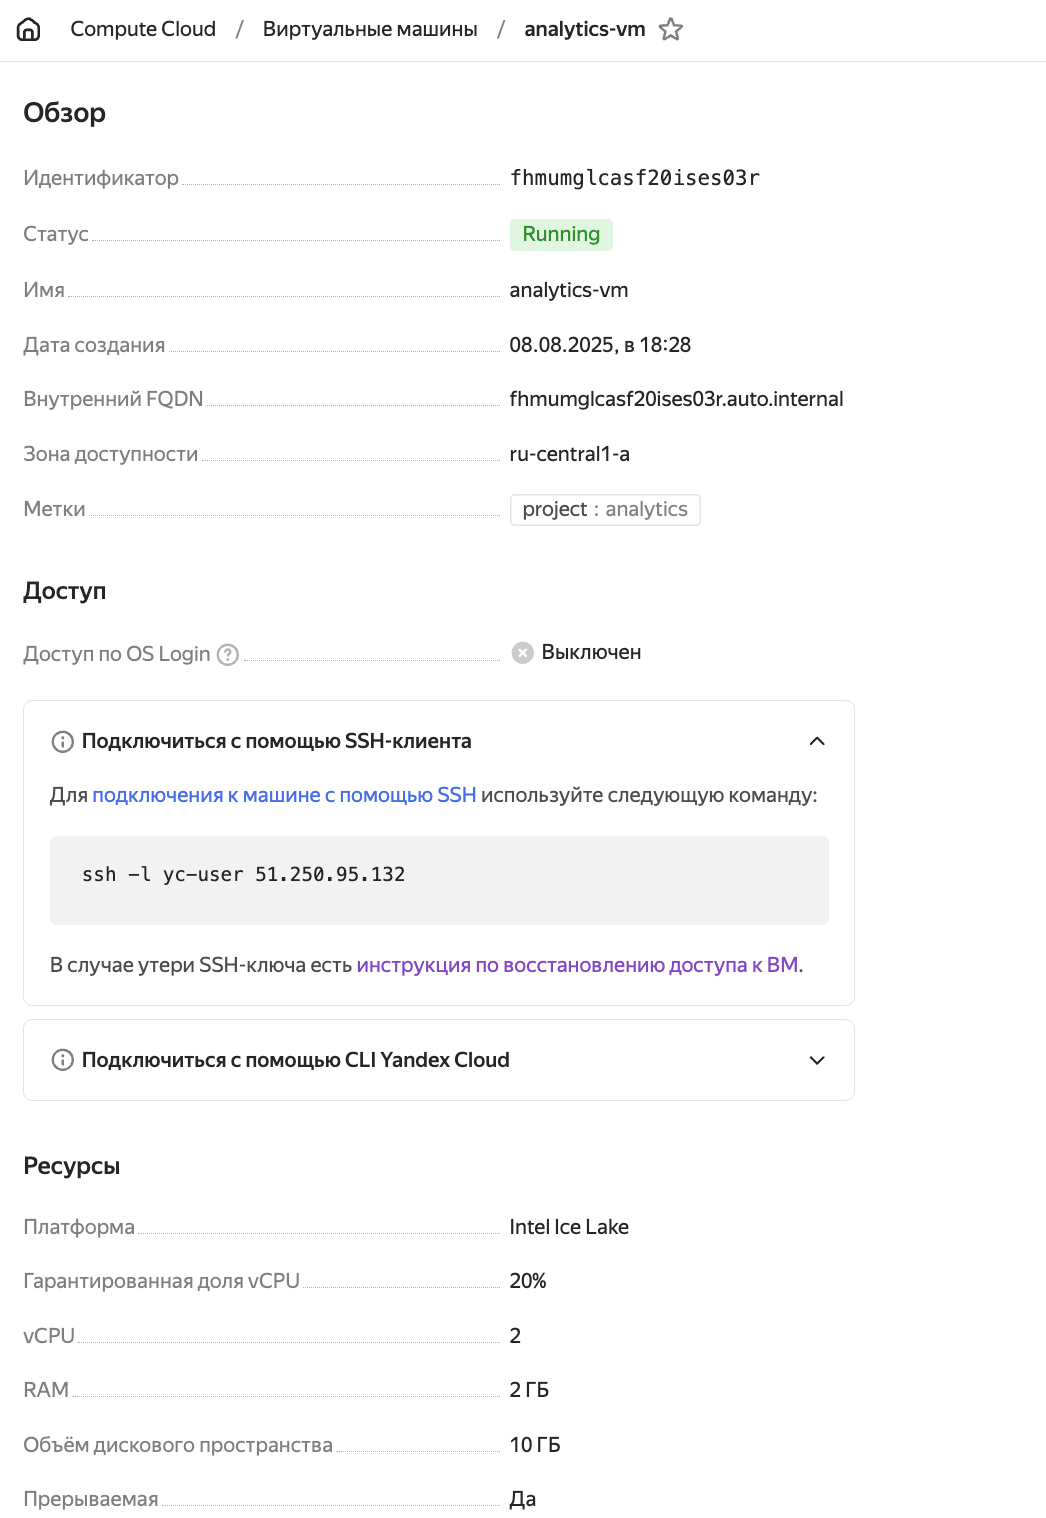 Compute Cloud / Виртуальные машины / analytics-vm
Обзор
Идентификатор fhmumglcasf20ises03r
Статус Running
Имя analytics-vm
Дата создания 08.08.2025, в 18:28
Внутренний FQDN fhmumglcasf20ises03r.auto.internal
Зона доступности ru-central1-a
Метки project : analytics
Доступ
Доступ по OS Login ? Выключен
Подключиться с помощью SSH-клиента
Для подключения к машине с помощью SSH используйте следующую команду:
ssh -l yc-user 51.250.95.132
В случае утери SSH-ключа есть инструкция по восстановлению доступа к ВМ.
Подключиться с помощью CLI Yandex Cloud
Ресурсы
Платформа Intel Ice Lake
Гарантированная доля vCPU 20%
vCPU 2
RAM 2 ГБ
Объём дискового пространства 10 ГБ
Прерываемая Да